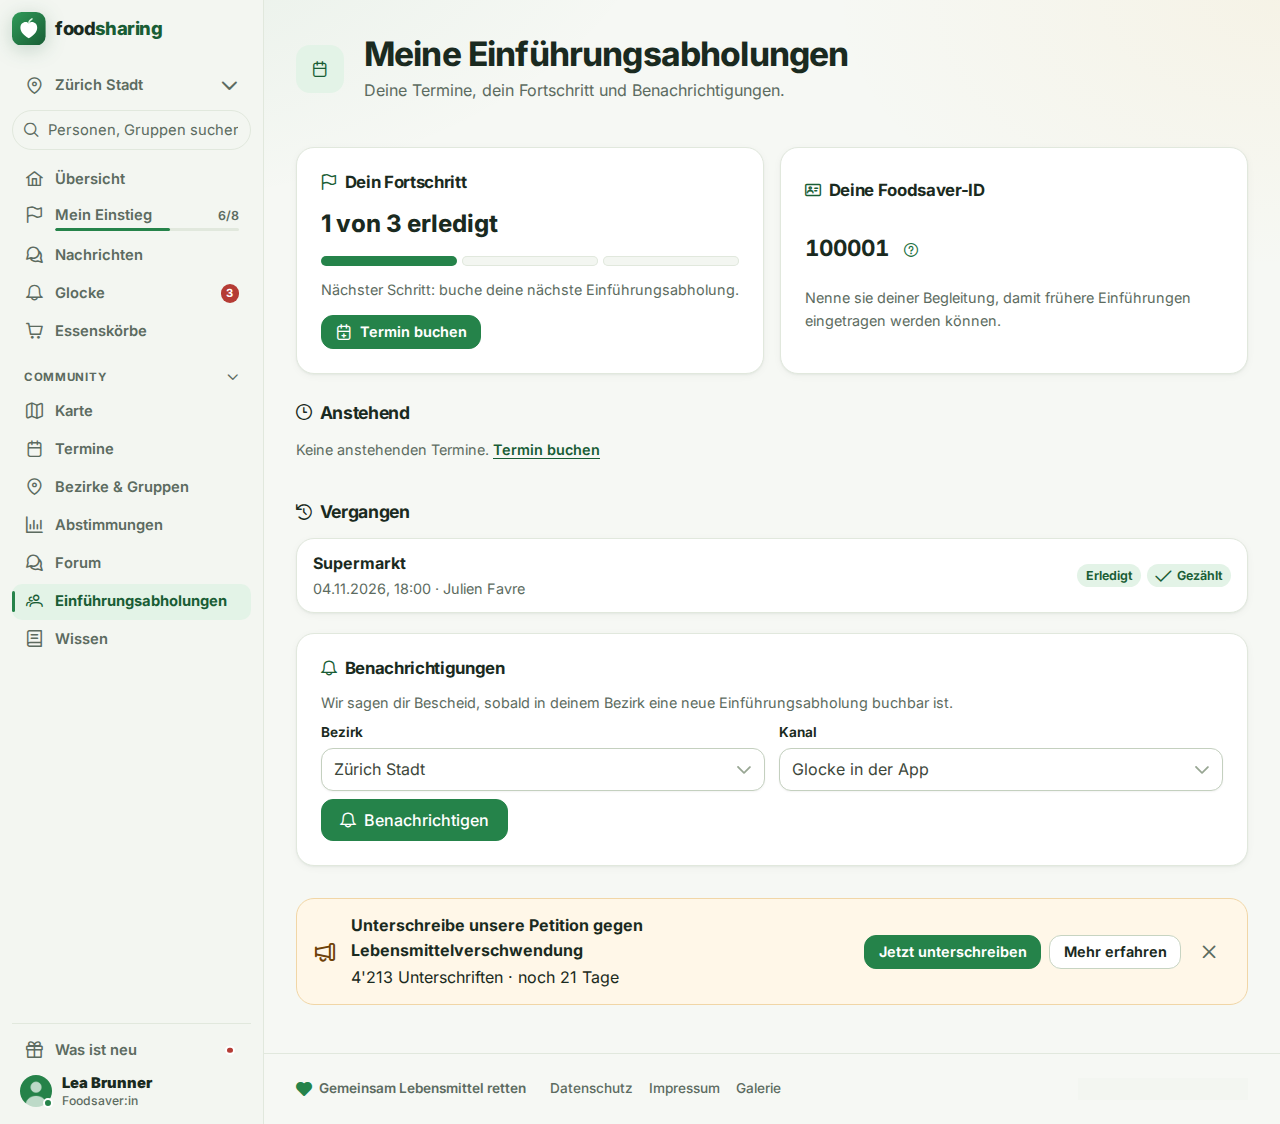 foodsharing
Zürich Stadt
Personen, Gruppen sucher
Übersicht
Mein Einstieg 6/8
Nachrichten
Glocke 3
Essenskörbe
COMMUNITY
Karte
Termine
Bezirke & Gruppen
Abstimmungen
Forum
Einführungsabholungen
Wissen
Was ist neu
Lea Brunner
Foodsaver:in
Meine Einführungsabholungen
Deine Termine, dein Fortschritt und Benachrichtigungen.
Dein Fortschritt
1 von 3 erledigt
Nächster Schritt: buche deine nächste Einführungsabholung.
Termin buchen
Deine Foodsaver-ID
100001
Nenne sie deiner Begleitung, damit frühere Einführungen
eingetragen werden können.
Anstehend
Keine anstehenden Termine. Termin buchen
Vergangen
Supermarkt
04.11.2026, 18:00 · Julien Favre
Erledigt Gezählt
Benachrichtigungen
Wir sagen dir Bescheid, sobald in deinem Bezirk eine neue Einführungsabholung buchbar ist.
Bezirk Kanal
Zürich Stadt Glocke in der App
Benachrichtigen
Unterschreibe unsere Petition gegen
Lebensmittelverschwendung
4'213 Unterschriften · noch 21 Tage
Jetzt unterschreiben Mehr erfahren
Gemeinsam Lebensmittel retten Datenschutz Impressum Galerie